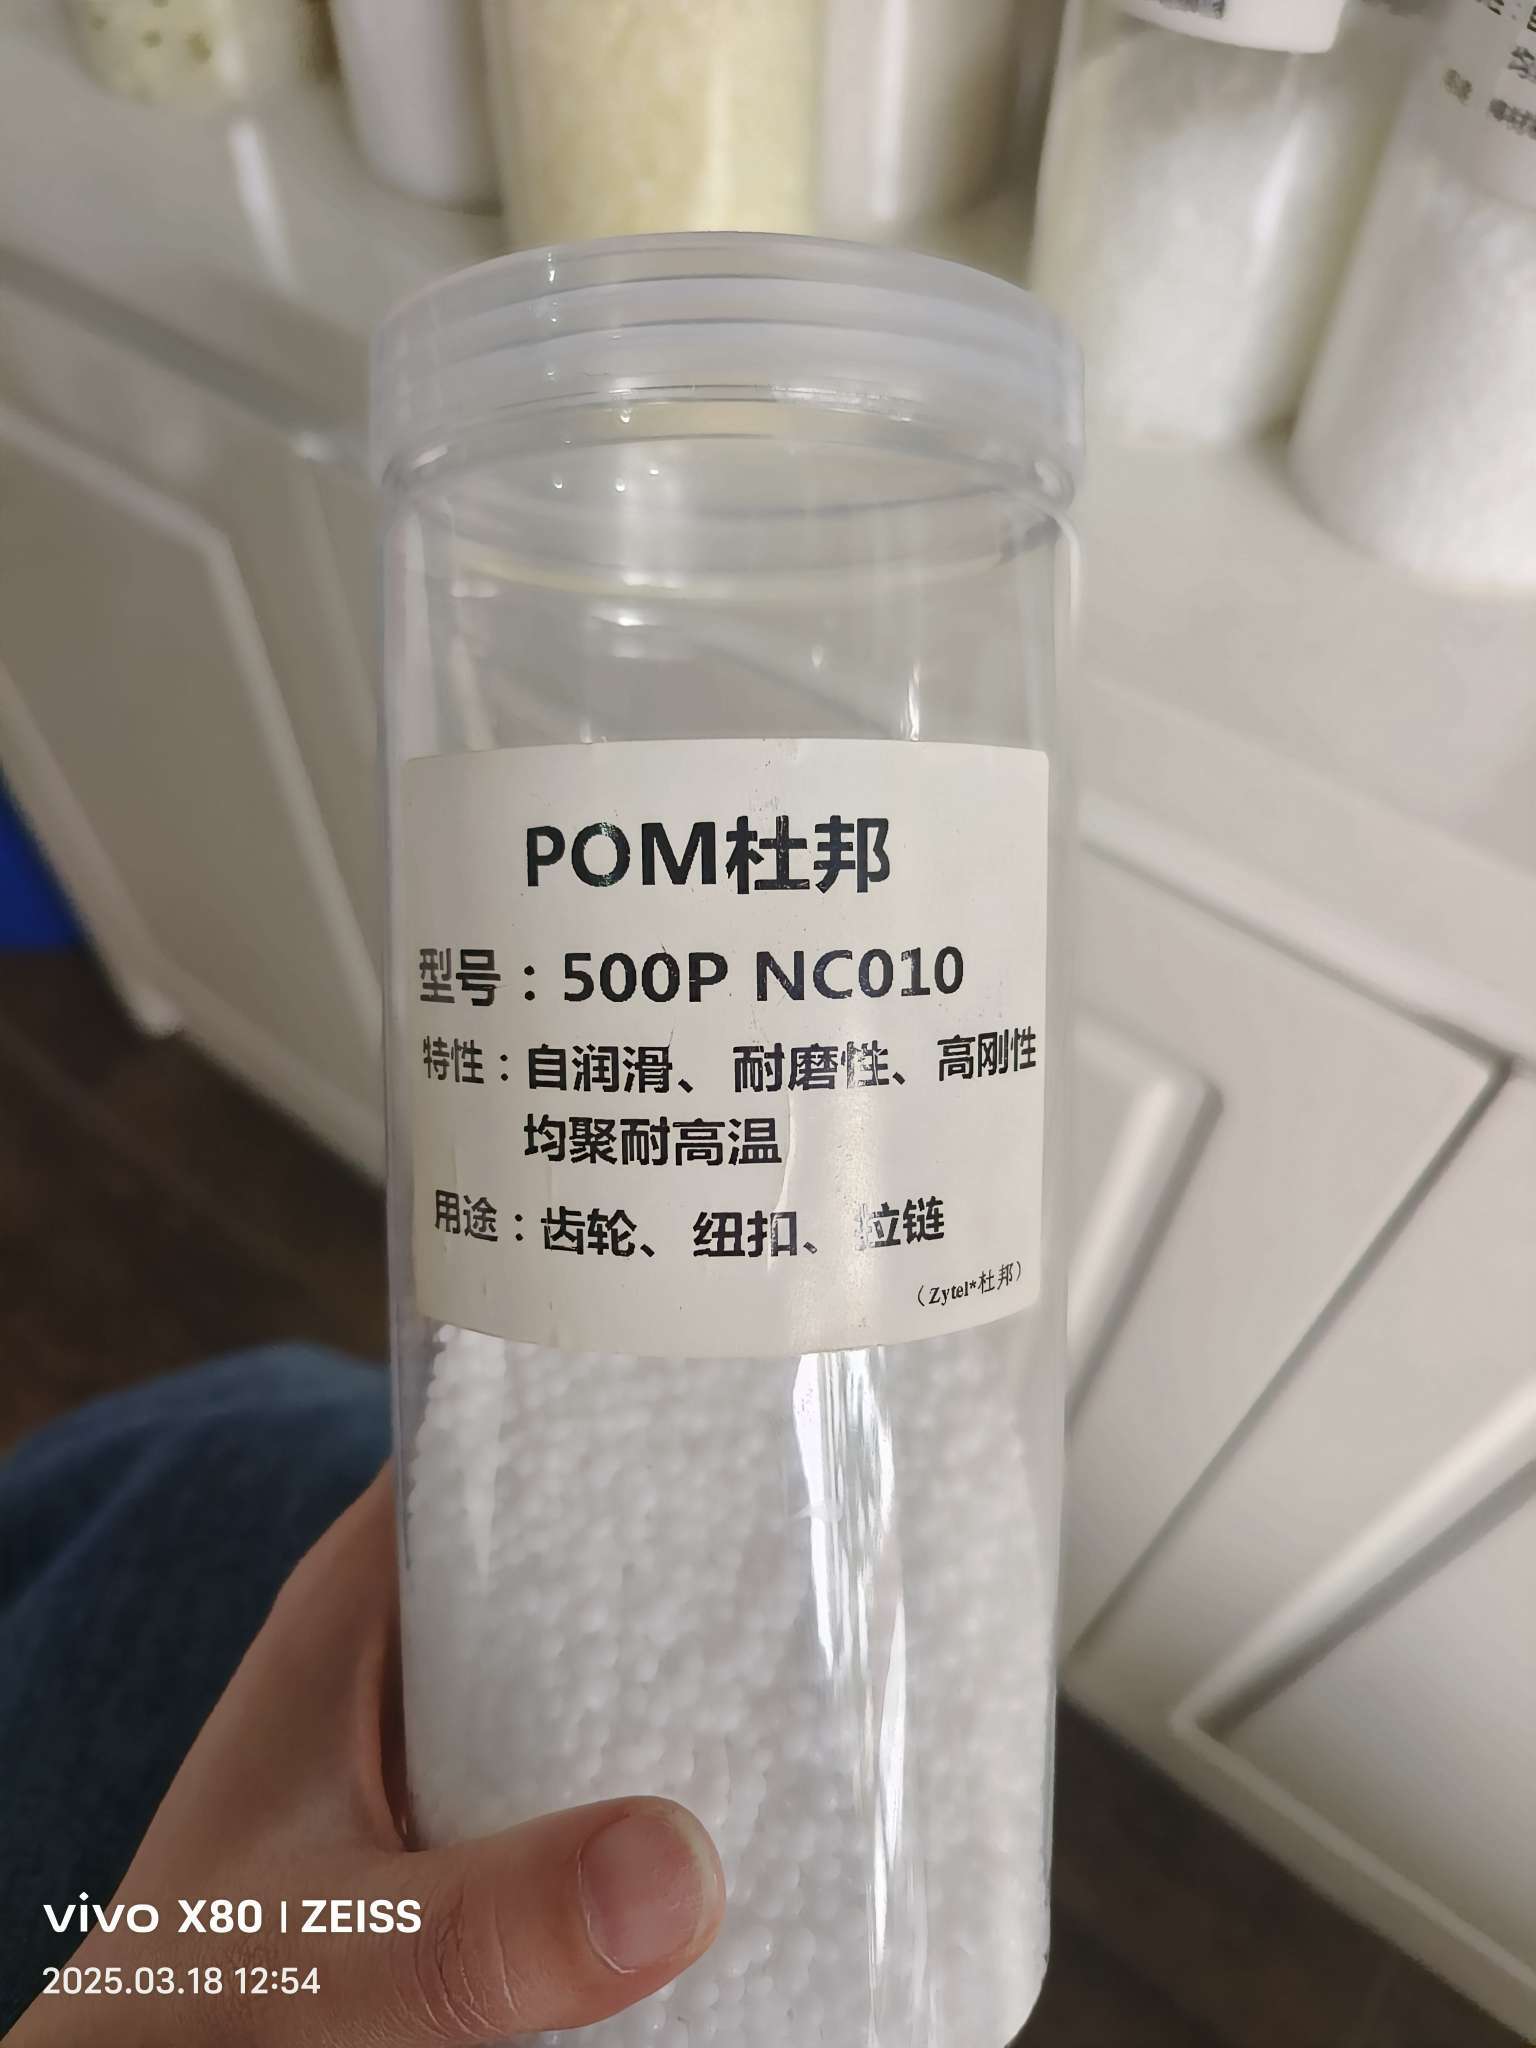 POM杜邦
型号：500P NC010
特性：自润滑、耐磨性、高刚性
均聚耐高温
用途：齿轮、纽扣、拉链
（Zytel*杜邦）
vivo X80 | ZEISS
2025.03.18 12:54